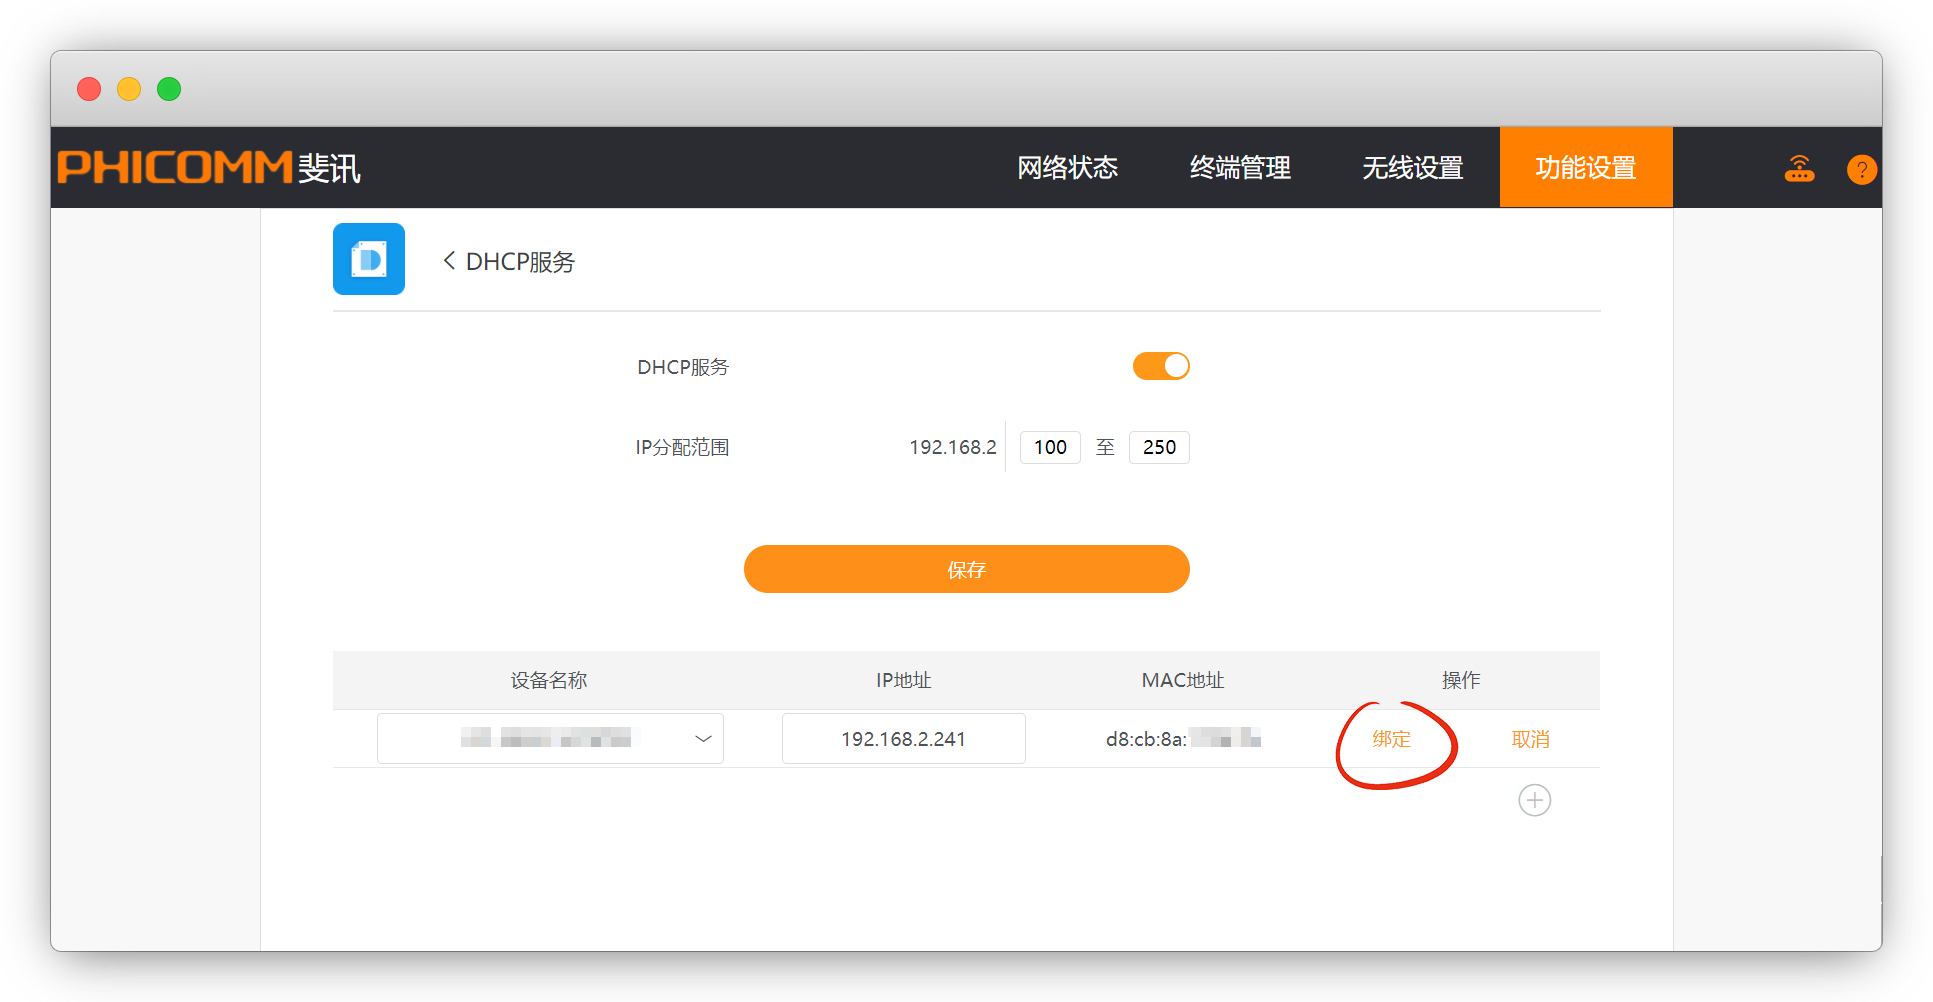 PHICOMM斐讯 网络状态 终端管理 无线设置 功能设置 ?
DHCP服务
DHCP服务
IP分配范围 192.168.2 100 至 250
保存
设备名称 IP地址 MAC地址 操作
192.168.2.241 d8:cb:8a: 绑定 取消